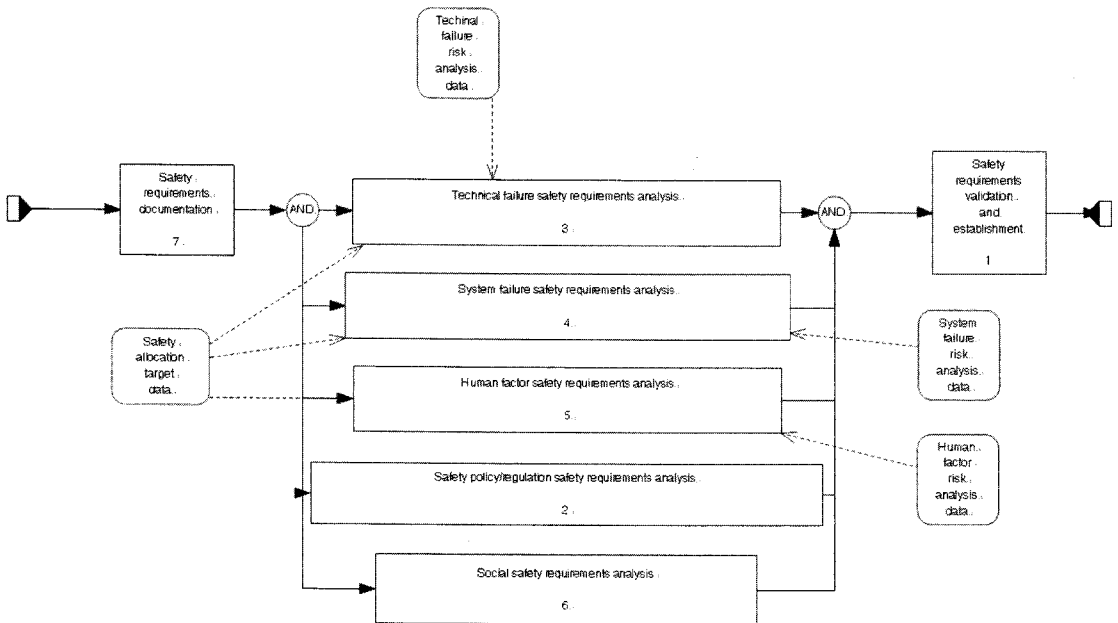 Techinal
failure
risk
analysis
data
Safety
requirements
documentation
7
AND
Technical failure safety requirements analysis
3
AND
Safety
requirements
validation
and
establishment
1
System failure safety requirements analysis
4
Safety
allocation
target
data
System
failure
risk
analysis
data
Human factor safety requirements analysis
5
Human
factor
risk
analysis
data
Safety policy/regulation safety requirements analysis
2
Social safety requirements analysis
6